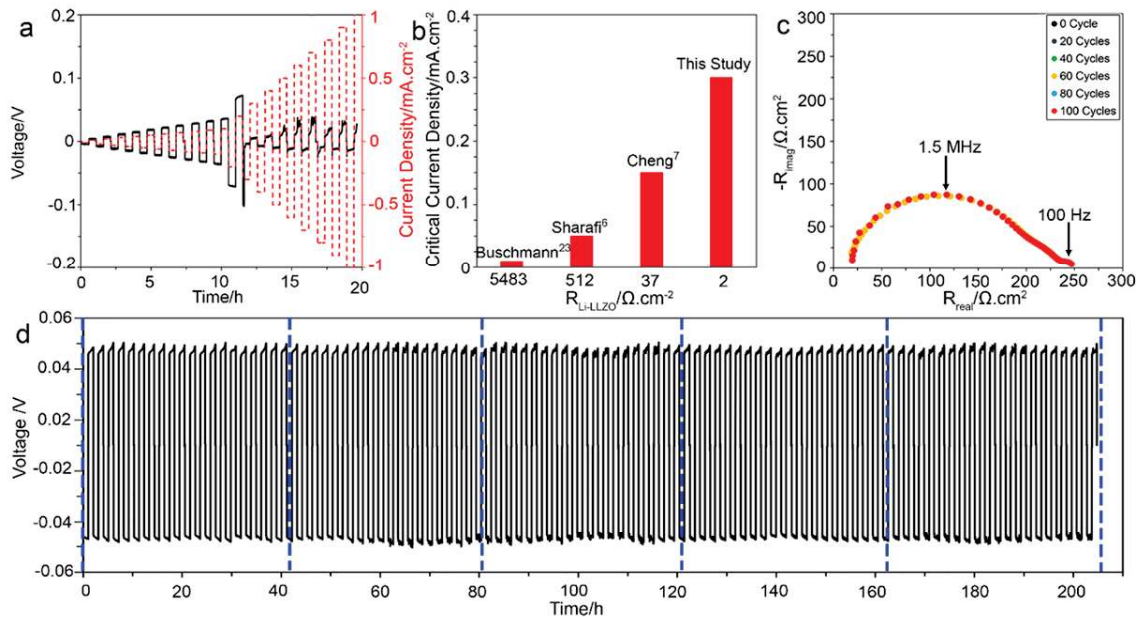 a
0.2
0.1
0
-0.1
-0.2
Voltage/V
0
5
10
15
20
Time/h
1
0.5
0
-0.5
-1
Current Density/mA.cm-2
b
0.4
0.3
0.2
0.1
0
Critical Current Density/mA.cm-2
Buschmann23
Sharafi6
Cheng7
This Study
5483
512
37
2
RLi-LLZO/Ω.cm-2
c
300
250
200
150
100
50
0
-Rimag/Ω.cm2
0 Cycle
20 Cycles
40 Cycles
60 Cycles
80 Cycles
100 Cycles
1.5 MHz
100 Hz
0
50
100
150
200
250
300
Rreal/Ω.cm2
d
0.06
0.04
0.02
-0.02
-0.04
-0.06
Voltage /V
0
20
40
60
80
100
120
140
160
180
200
Time/h